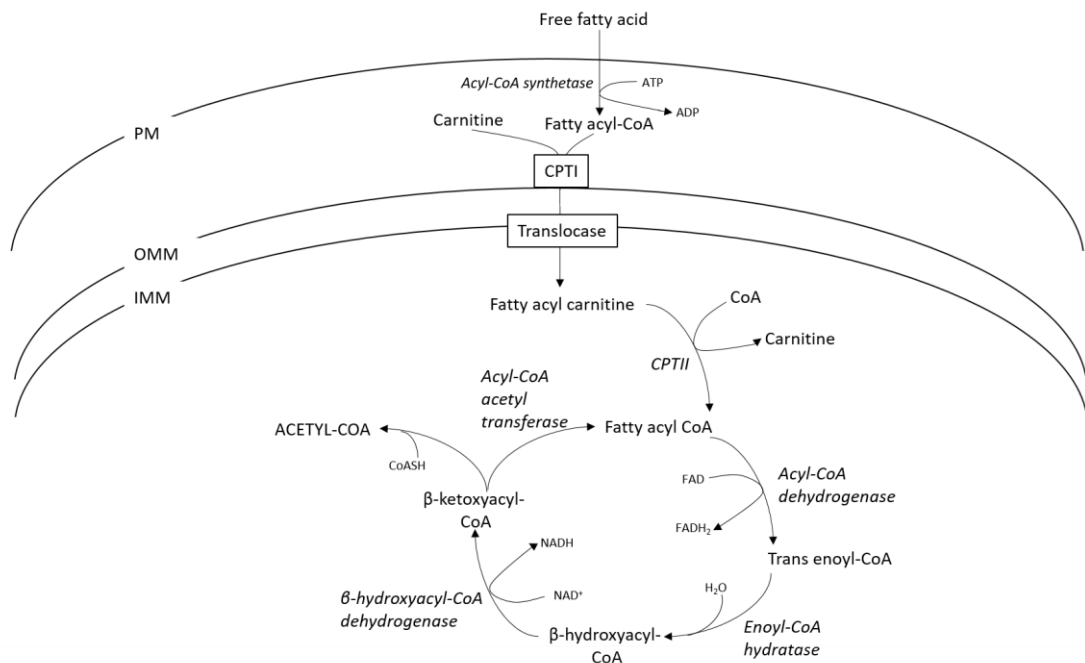 Free fatty acid
Acyl-CoA synthetase
ATP
ADP
PM
Carnitine
Fatty acyl-CoA
CPTI
OMM
Translocase
IMM
Fatty acyl carnitine
CoA
Carnitine
CPTII
Acyl-CoA
acetyl
transferase
ACETYL-COA
CoASH
Fatty acyl CoA
FAD
FADH₂
Acyl-CoA
dehydrogenase
β-ketoxyacyl-
CoA
NADH
NAD⁺
β-hydroxyacyl-CoA
dehydrogenase
Trans enoyl-CoA
H₂O
Enoyl-CoA
hydratase
β-hydroxyacyl-
CoA